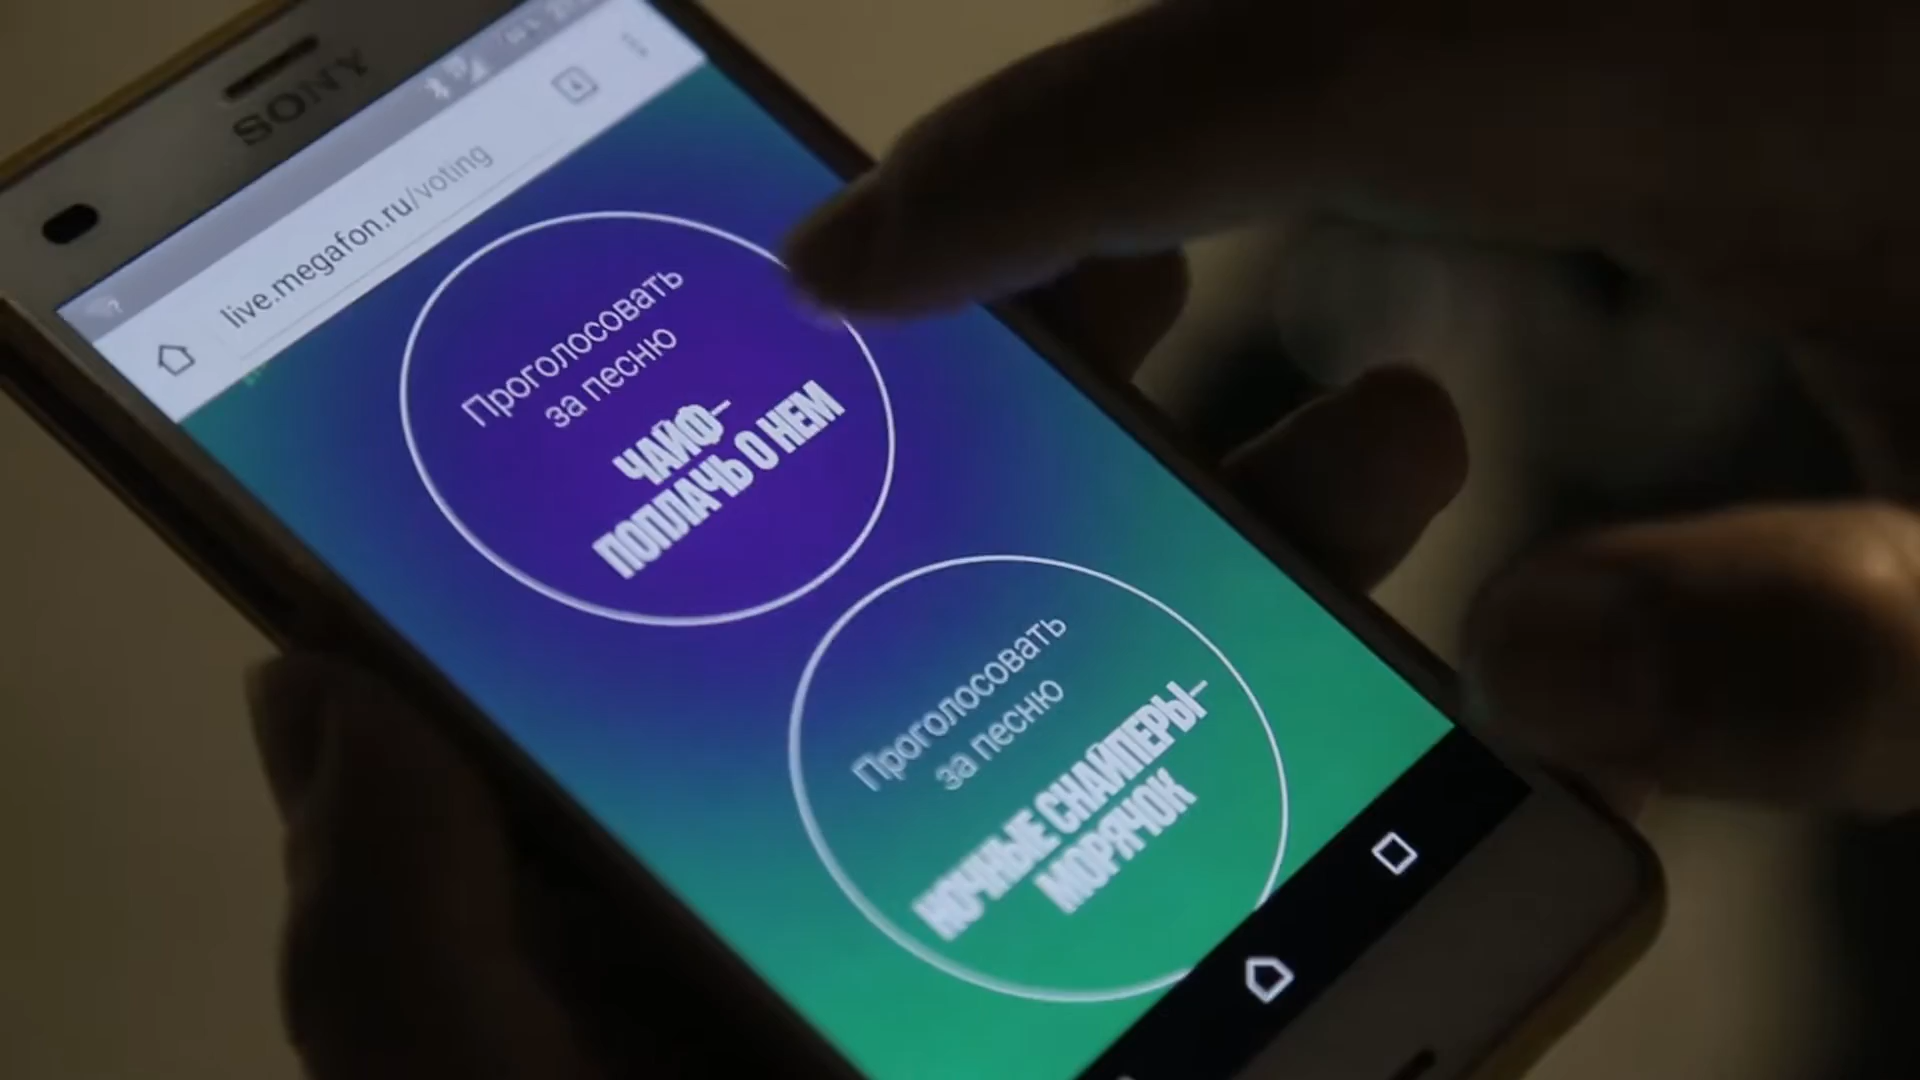 SONY
live.megafon.ru/voting
Проголосовать
за песню
ЧАЙФ–
ПОПЛАЧЬ О НЕМ
Проголосовать
за песню
НОЧНЫЕ СНАЙПЕРЫ–
МОРЯЧОК